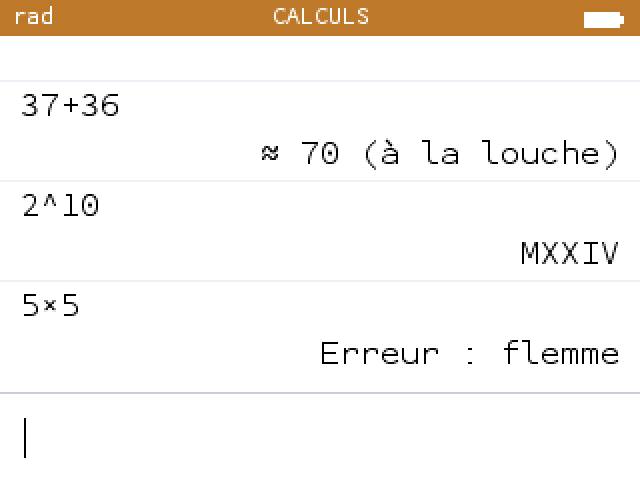 rad
CALCULS
37+36
≈ 70 (à la louche)
2^10
MXXIV
5×5
Erreur : flemme